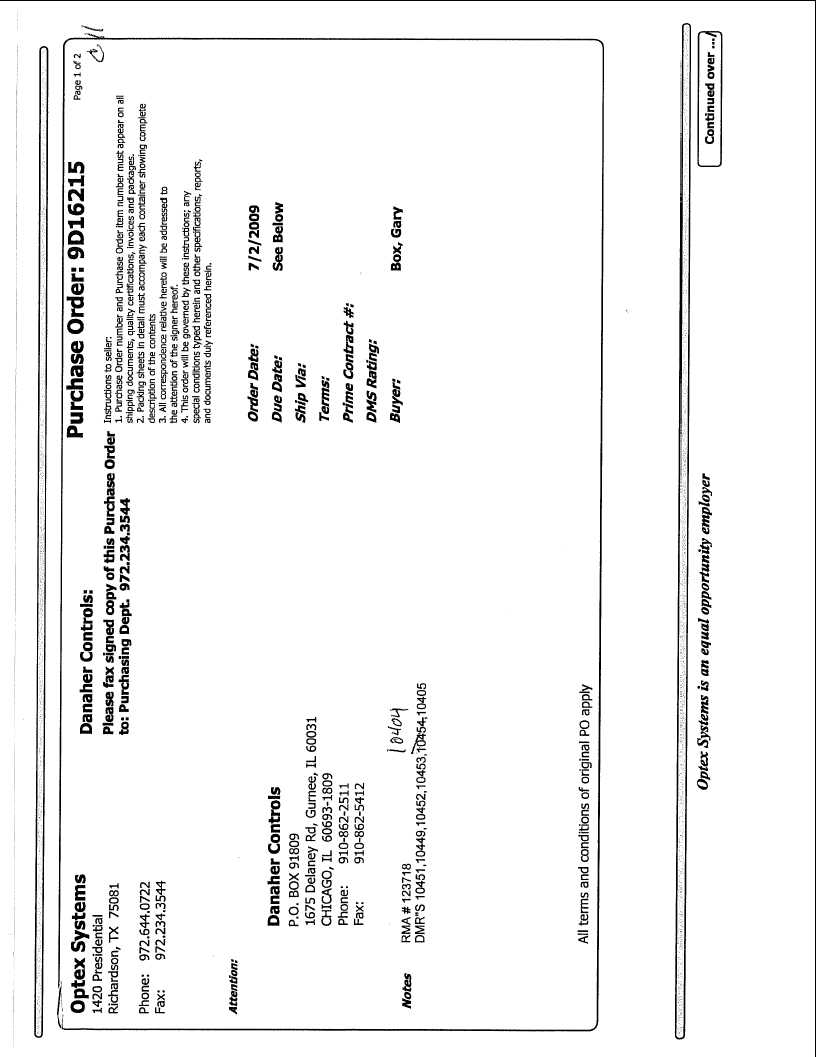 Optex Systems
1420 Presidential
Richardson, TX 75081
Phone: 972.644.0722
Fax: 972.234.3544
Danaher Controls:
Please fax signed copy of this Purchase Order
to: Purchasing Dept. 972.234.3544
Purchase Order: 9D16215
Page 1 of 2
Instructions to seller:
1. Purchase Order number and Purchase Order item number must appear on all
shipping documents, quality certifications, invoices and packages.
2. Packing sheets in detail must accompany each container showing complete
description of the contents
3. All correspondence relative hereto will be addressed to
the attention of the signer hereof.
4. This order will be governed by these instructions; any
special conditions typed herein and other specifications, reports,
and documents duly referenced herein.
Attention:
Danaher Controls
P.O. BOX 91809
1675 Delaney Rd, Gurnee, IL 60031
CHICAGO, IL 60693-1809
Phone: 910-862-2511
Fax: 910-862-5412
Order Date: 7/2/2009
Due Date: See Below
Ship Via:
Terms:
Prime Contract #:
DMS Rating:
Buyer: Box, Gary
Notes RMA # 123718
10404
DMR"S 10451,10449,10452,10453,10454,10405
All terms and conditions of original PO apply
Optex Systems is an equal opportunity employer
Continued over ...